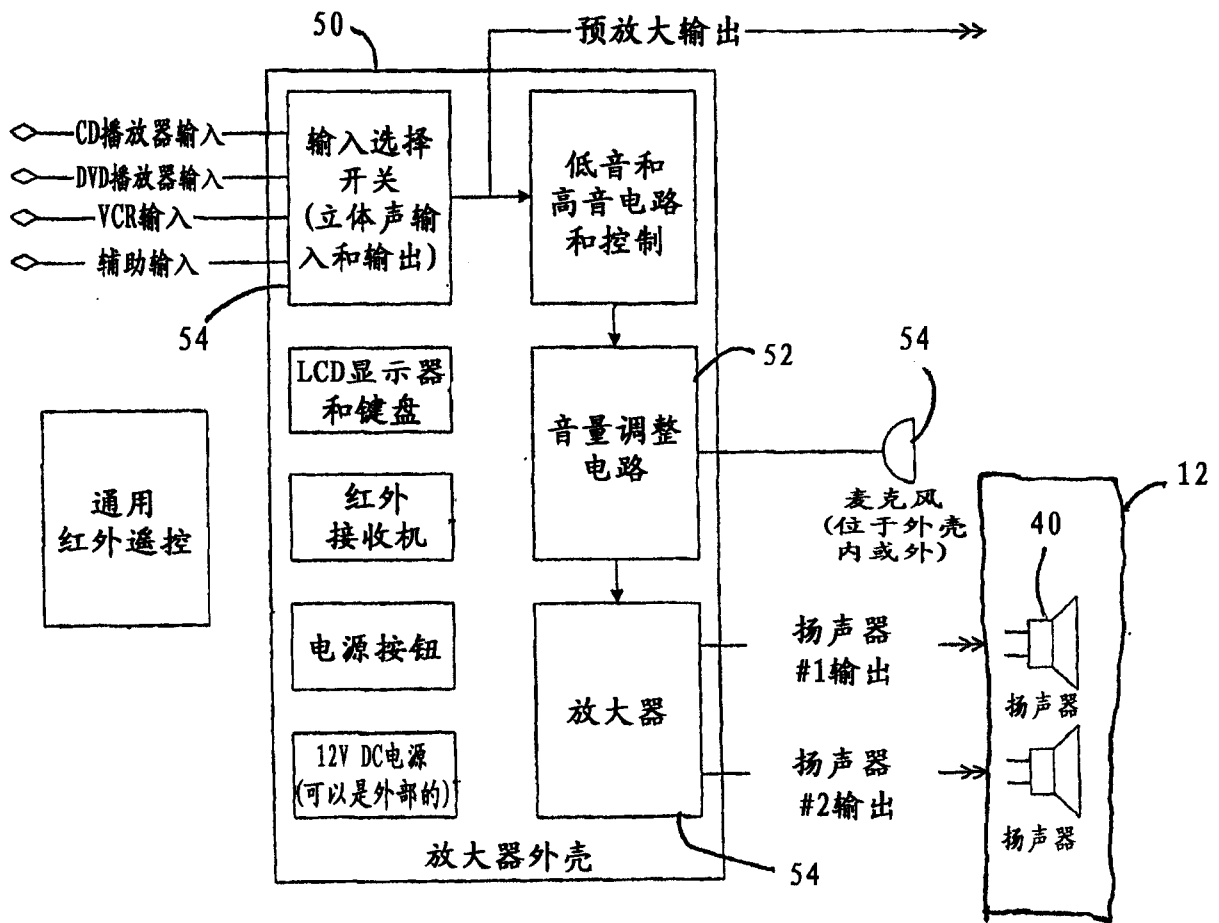 50
预放大输出
CD播放器输入
DVD播放器输入
VCR输入
辅助输入
54
输入选择
开关
(立体声输
入和输出)
低音和
高音电路
和控制
LCD显示器
和键盘
52
54
音量调整
电路
麦克风
(位于外壳
内或外)
通用
红外遥控
红外
接收机
12
40
电源按钮
放大器
扬声器
#1输出
扬声器
12V DC电源
(可以是外部的)
扬声器
#2输出
扬声器
放大器外壳
54